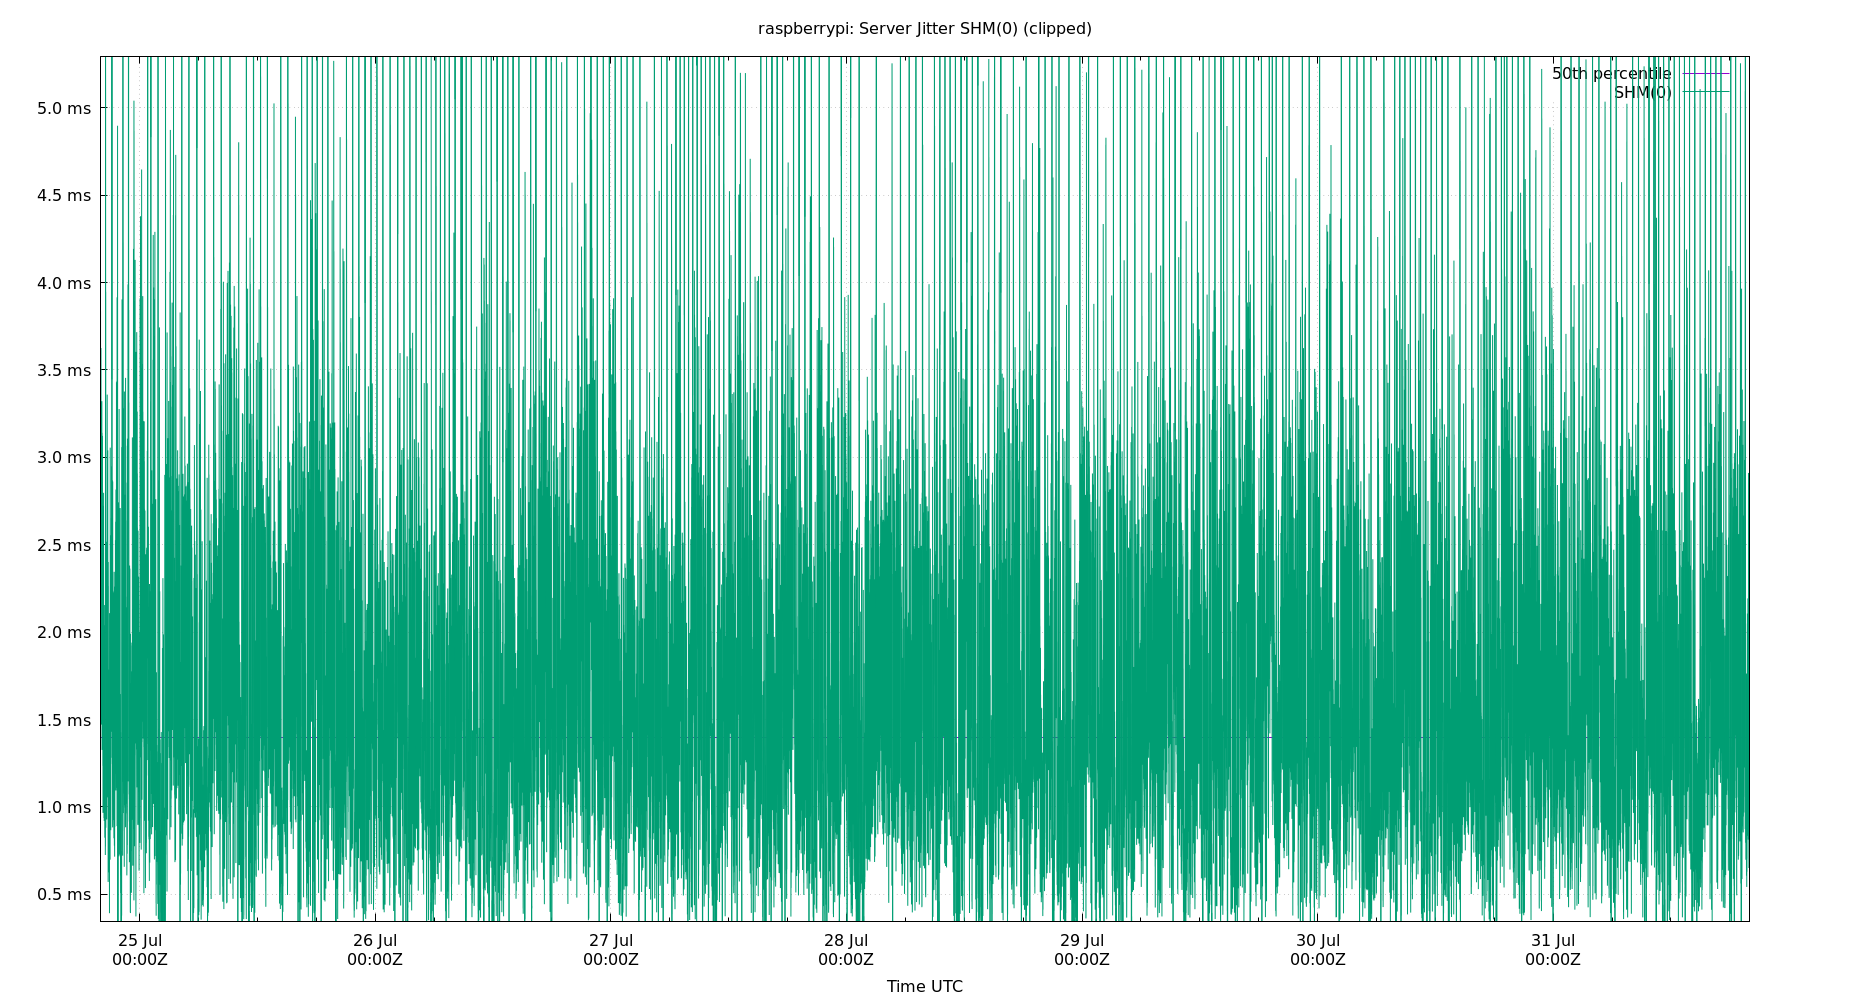 raspberrypi: Server Jitter SHM(0) (clipped)
50th percentile
SHM(0)
5.0 ms
4.5 ms
4.0 ms
3.5 ms
3.0 ms
2.5 ms
2.0 ms
1.5 ms
1.0 ms
0.5 ms
25 Jul 26 Jul 27 Jul 28 Jul 29 Jul 30 Jul 31 Jul
00:00Z 00:00Z 00:00Z 00:00Z 00:00Z 00:00Z 00:00Z
Time UTC